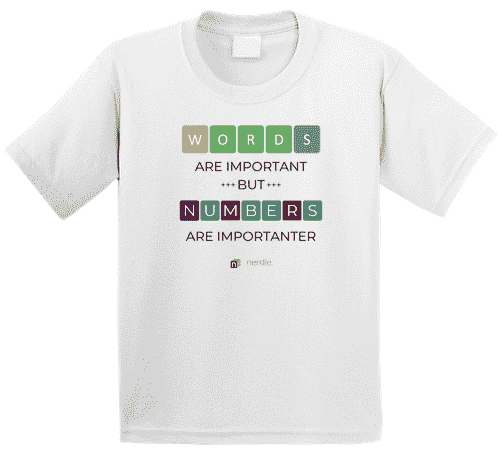 WORDS
ARE IMPORTANT
+++ BUT +++
NUMBERS
ARE IMPORTANTER
nerdle.